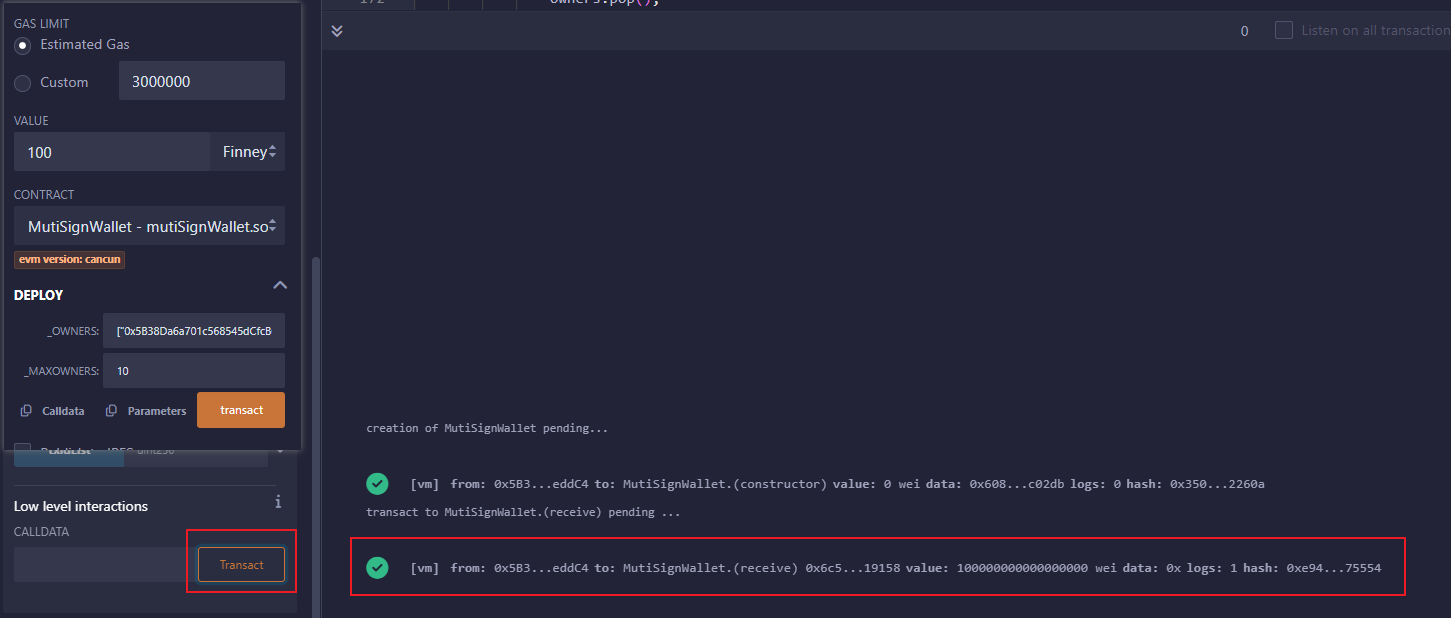 GAS LIMIT
Estimated Gas
Custom 3000000
VALUE
100 Finney
CONTRACT
MutiSignWallet - mutiSignWallet.so
evm version: cancun
DEPLOY
_OWNERS: ["0x5B38Da6a701c568545dCfcB
_MAXOWNERS: 10
Calldata Parameters transact
Low level interactions i
CALLDATA
Transact
172 owners.pop();
0 Listen on all transaction
creation of MutiSignWallet pending...
[vm] from: 0x5B3...eddC4 to: MutiSignWallet.(constructor) value: 0 wei data: 0x608...c02db logs: 0 hash: 0x350...2260a
transact to MutiSignWallet.(receive) pending ...
[vm] from: 0x5B3...eddC4 to: MutiSignWallet.(receive) 0x6c5...19158 value: 100000000000000000 wei data: 0x logs: 1 hash: 0xe94...75554